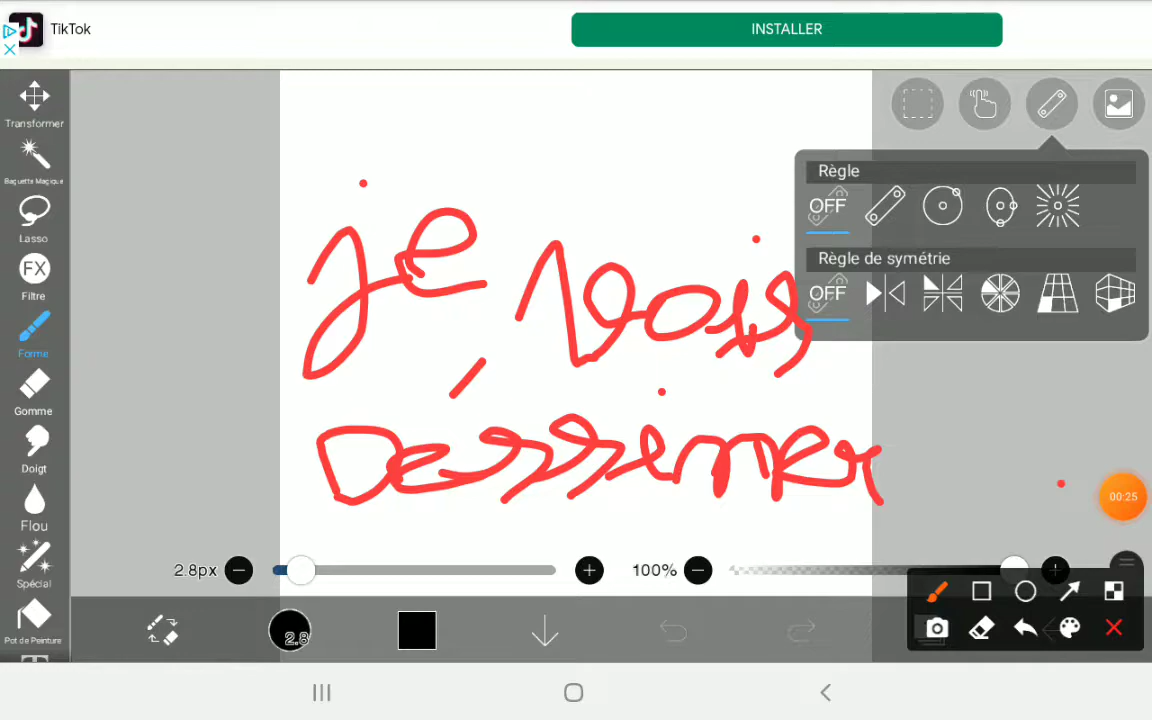 TikTok
INSTALLER
Transformer
Règle
Baguette Magique
OFF
je vais
Lasso
Règle de symétrie
FX
OFF
Filtre
Forme
Dessiner
Gomme
Doigt
00:25
Flou
2.8px
100%
Spécial
2.8
Pot de Peinture